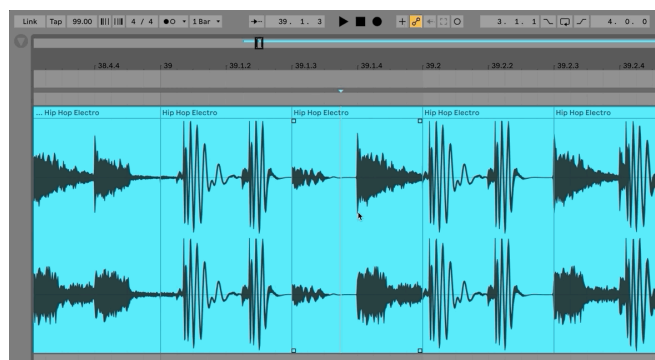 Link Tap 99.00 4 / 4 1 Bar 39. 1. 3 3. 1. 1 4. 0. 0
38.4.4 39 39.1.2 39.1.3 39.1.4 39.2 39.2.2 39.2.3 39.2.4
... Hip Hop Electro Hip Hop Electro Hip Hop Electro Hip Hop Electro Hip Hop Electro